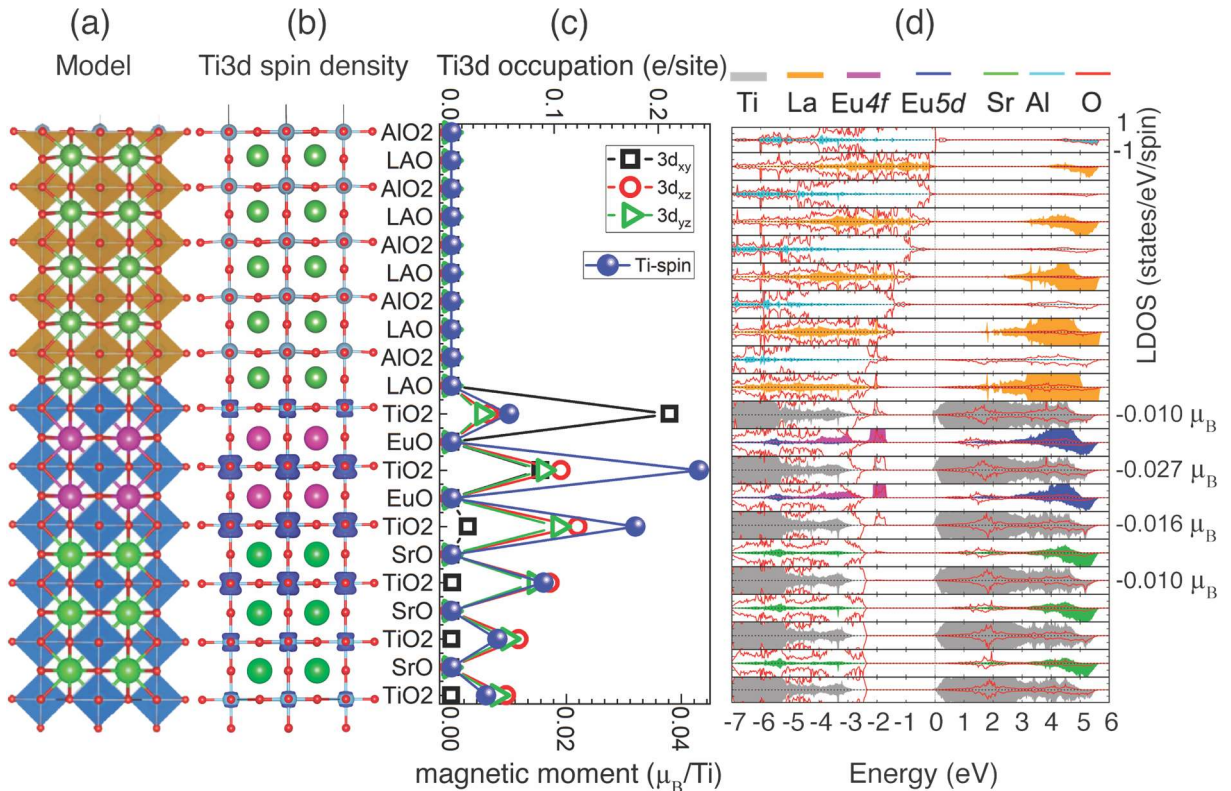 (a) (b) (c) (d)
Model Ti3d spin density Ti3d occupation (e/site)
0.0 0.1 0.2
Ti La Eu4f Eu5d Sr Al O
AlO2
LAO
AlO2
LAO
AlO2
LAO
AlO2
LAO
AlO2
LAO
TiO2
EuO
TiO2
EuO
TiO2
SrO
TiO2
SrO
TiO2
SrO
TiO2
3dxy
3dxz
3dyz
Ti-spin
0.00 0.02 0.04
magnetic moment (μB/Ti)
1
-1
LDOS (states/eV/spin)
-0.010 μB
-0.027 μB
-0.016 μB
-0.010 μB
-7 -6 -5 -4 -3 -2 -1 0 1 2 3 4 5 6
Energy (eV)